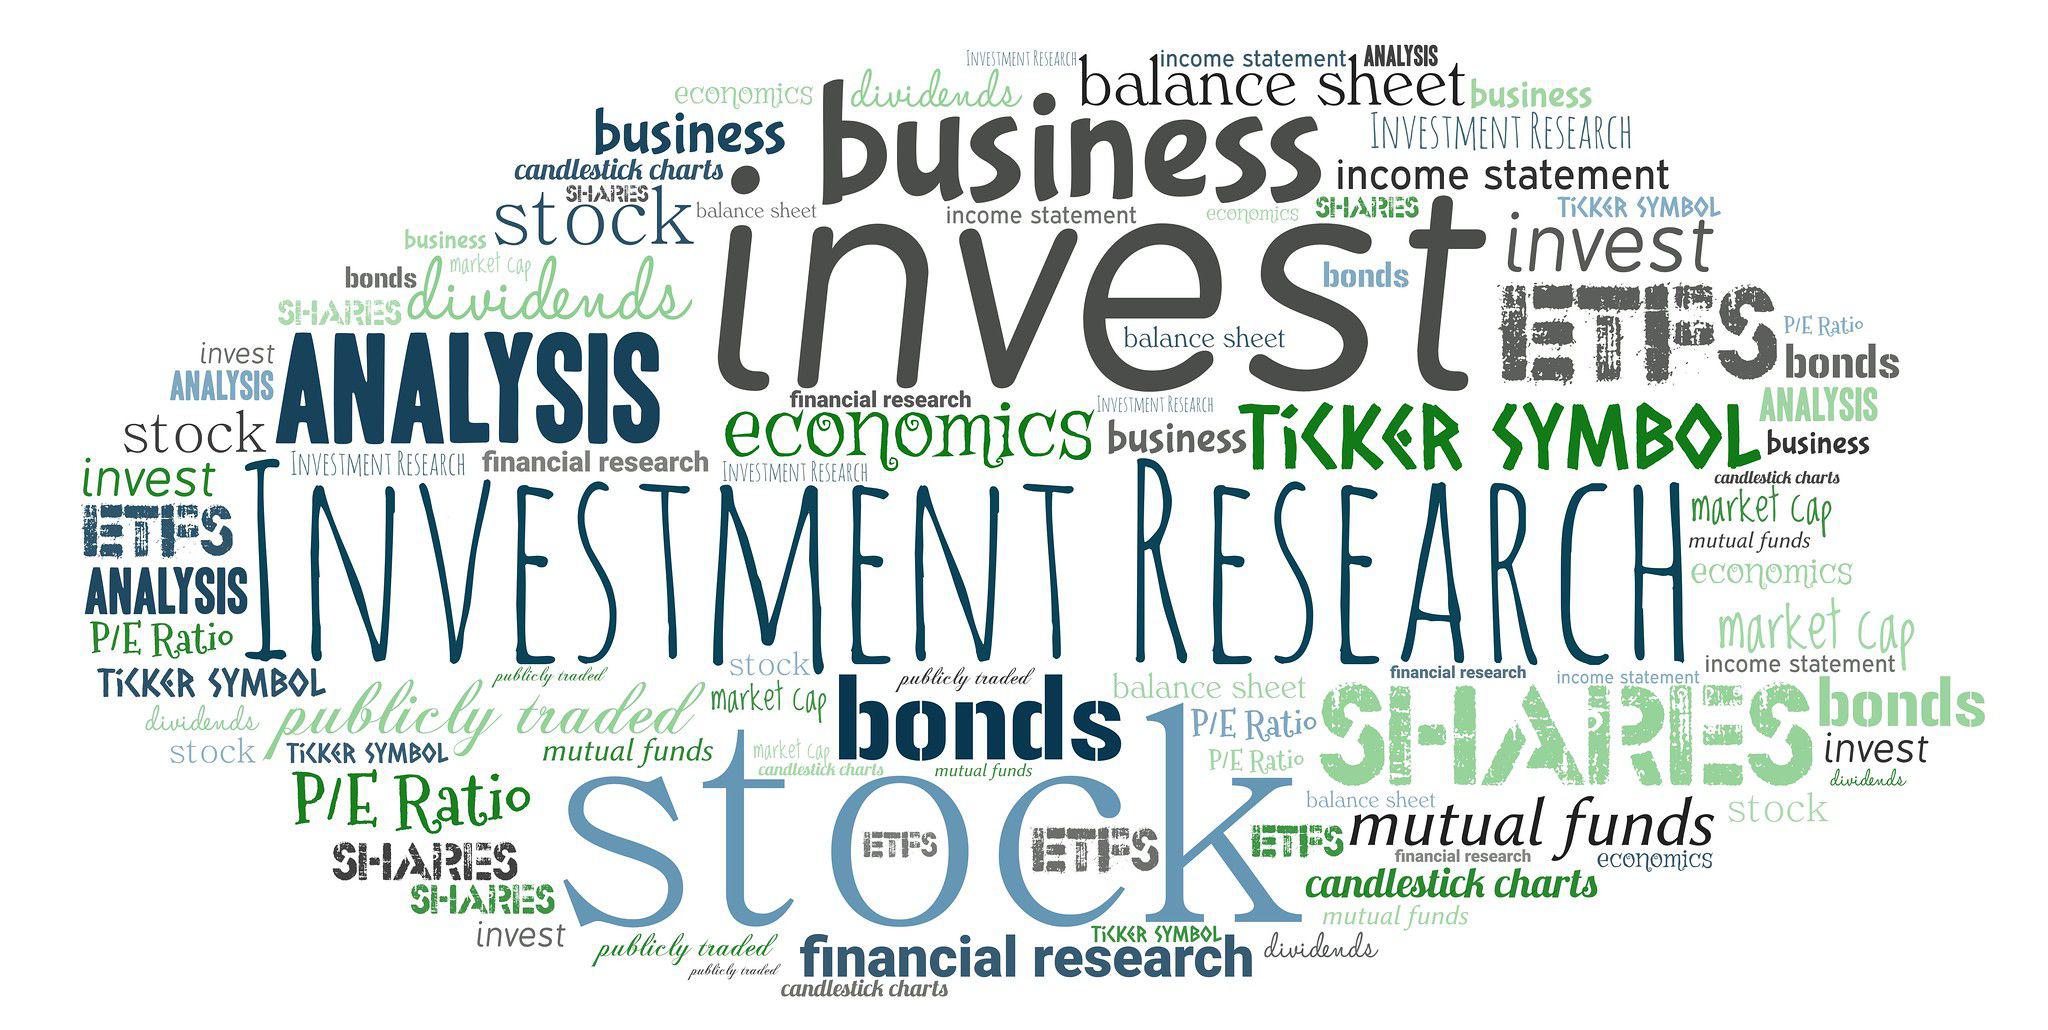 Investment Research income statement ANALYSIS
economics dividends balance sheet business
business business Investment Research
candlestick charts income statement
SHARES stock balance sheet income statement economics SHARES TICKER SYMBOL
business market cap invest bonds invest
bonds dividends ETFS
SHARES balance sheet P/E Ratio
invest ANALYSIS bonds
ANALYSIS financial research Investment Research ANALYSIS
stock economics business TICKER SYMBOL business
invest Investment Research financial research Investment Research candlestick charts
ETFS Investment Research market cap
mutual funds
ANALYSIS economics
P/E Ratio market cap
stock financial research income statement income statement
TICKER SYMBOL publicly traded publicly traded balance sheet SHARES bonds
dividends publicly traded market cap bonds P/E Ratio
stock TICKER SYMBOL mutual funds market cap P/E Ratio invest
candlestick charts mutual funds dividends
P/E Ratio stock balance sheet stock
SHARES ETFS ETFS ETFS mutual funds
financial research economics
SHARES candlestick charts
invest mutual funds
publicly traded financial research TICKER SYMBOL dividends
publicly traded
candlestick charts